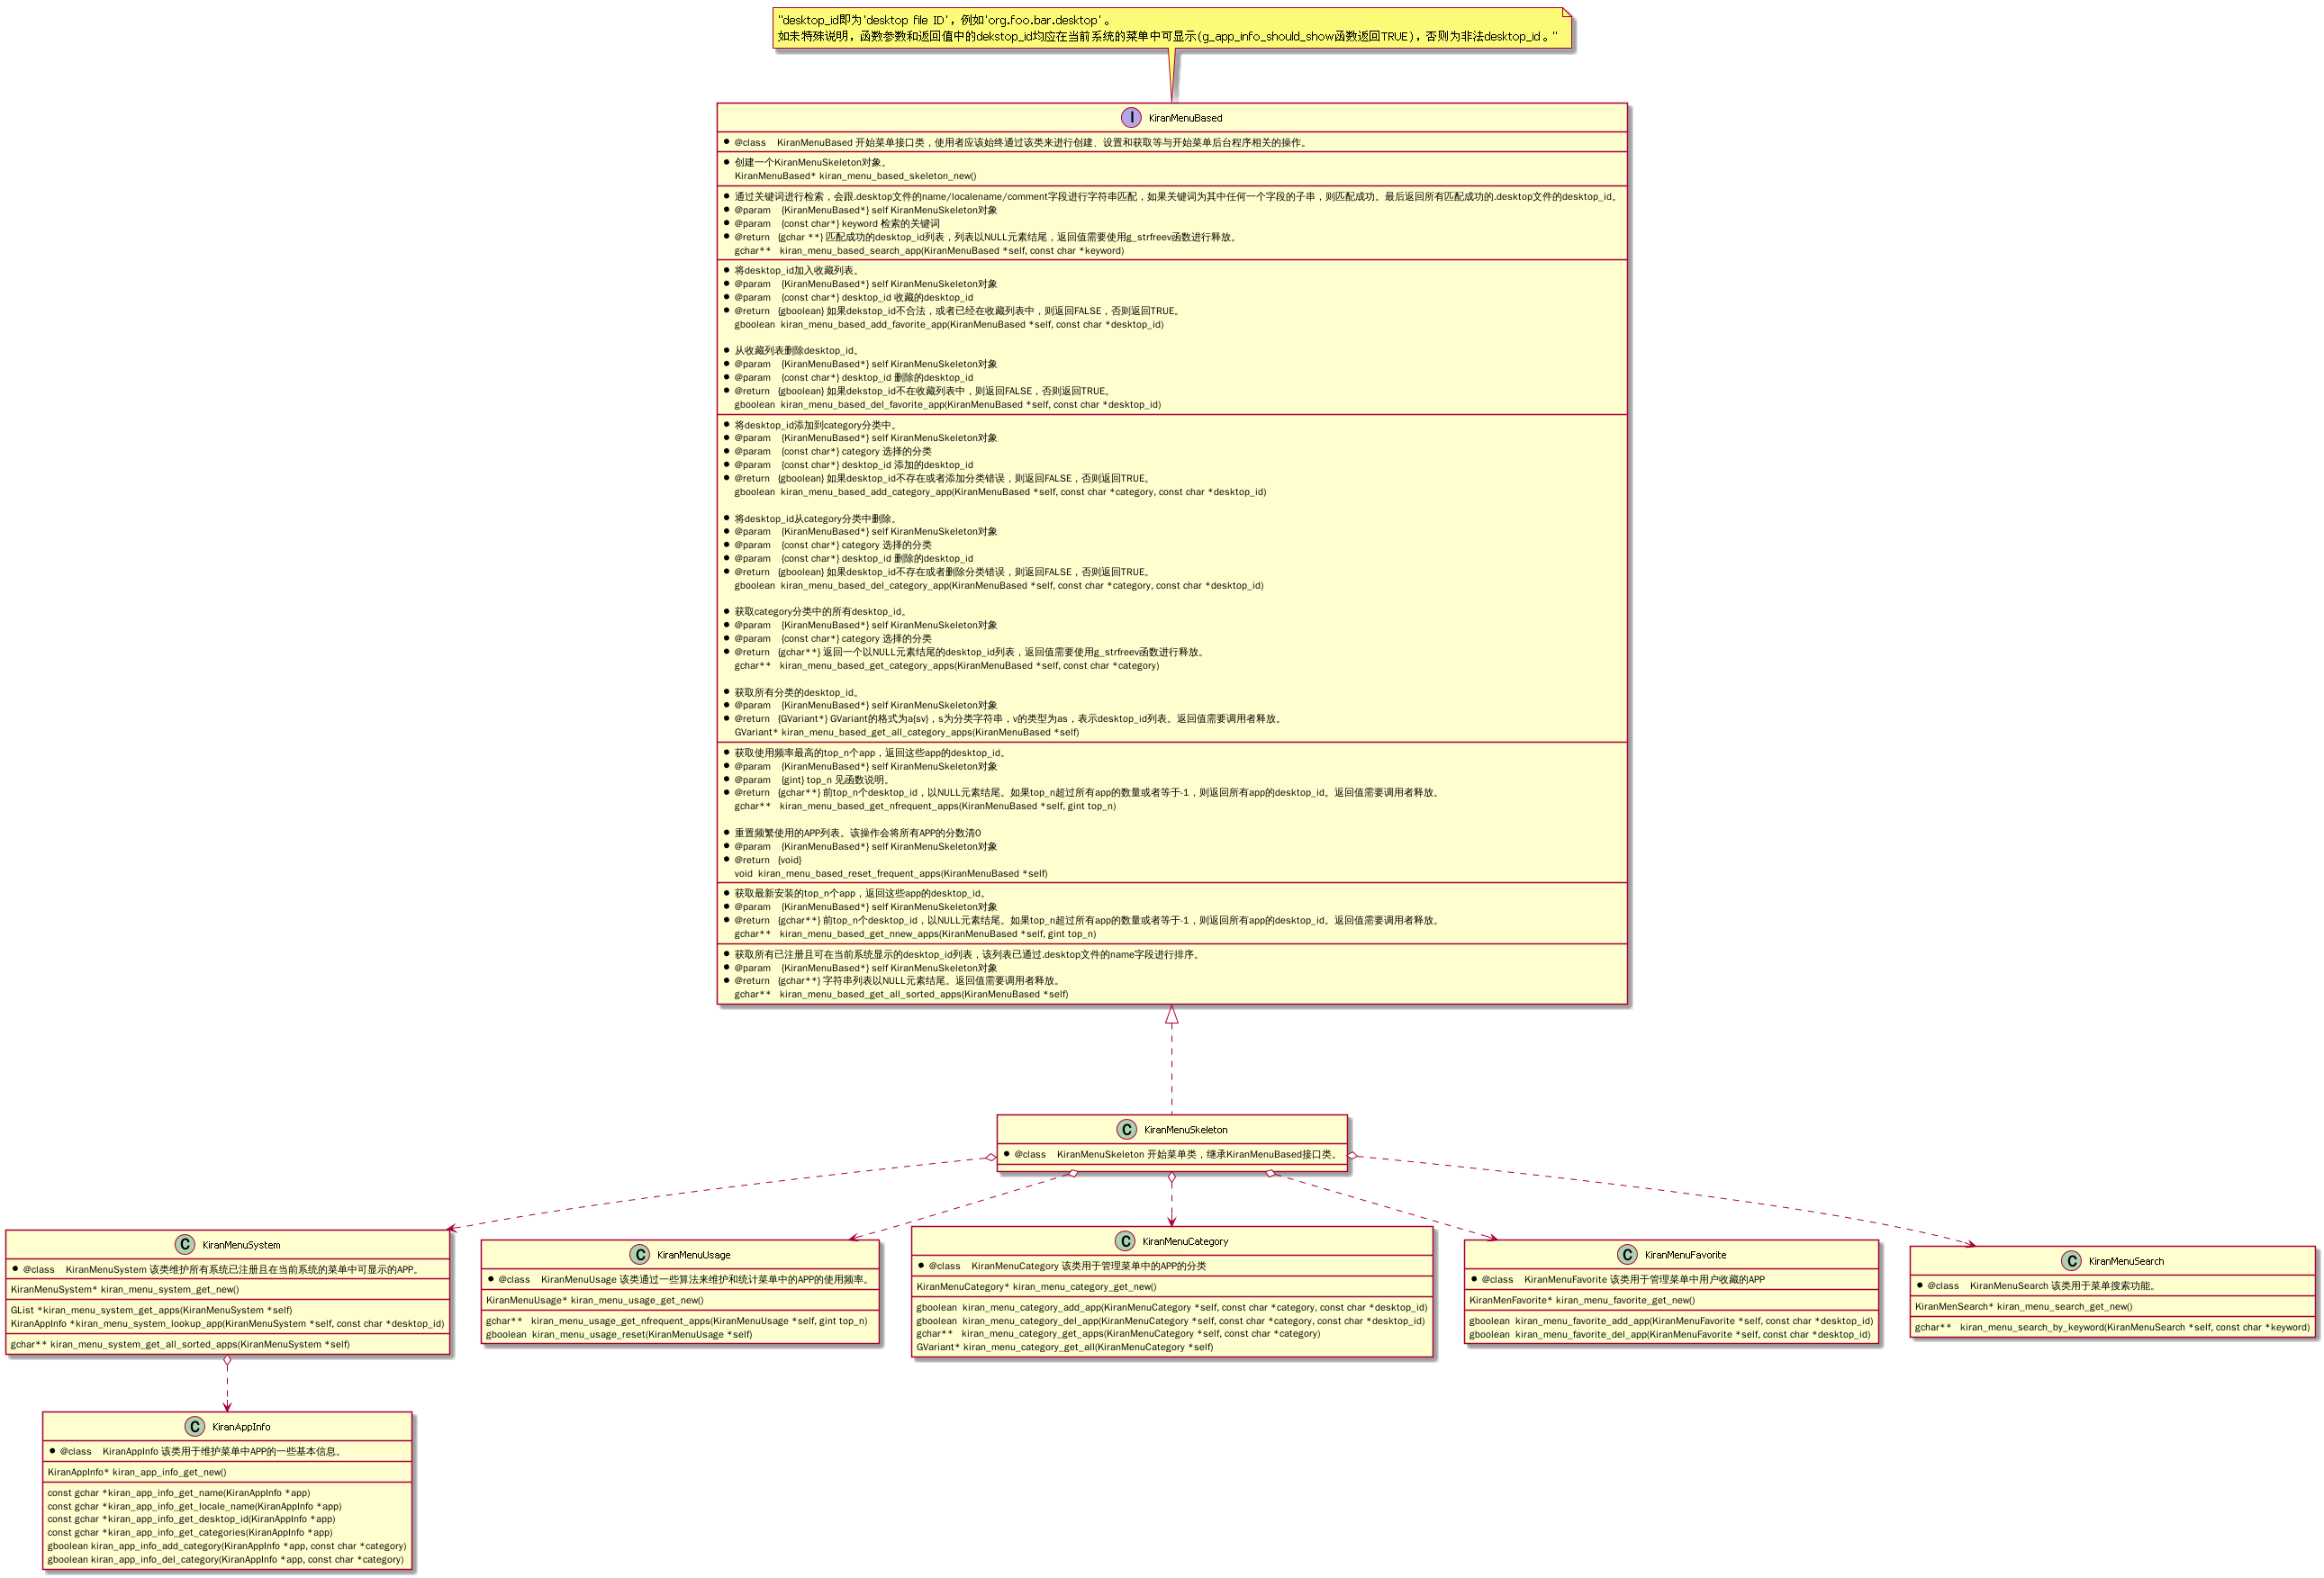 "desktop_id即为'desktop file ID'，例如'org.foo.bar.desktop'。
如未特殊说明，函数参数和返回值中的dekstop_id均应在当前系统的菜单中可显示(g_app_info_should_show函数返回TRUE)，否则为非法desktop_id。"
I KiranMenuBased
@class KiranMenuBased 开始菜单接口类，使用者应该始终通过该类来进行创建、设置和获取等与开始菜单后台程序相关的操作。
创建一个KiranMenuSkeleton对象。
KiranMenuBased* kiran_menu_based_skeleton_new()
通过关键词进行检索，会跟.desktop文件的name/localename/comment字段进行字符串匹配，如果关键词为其中任何一个字段的子串，则匹配成功。最后返回所有匹配成功的.desktop文件的desktop_id。
@param {KiranMenuBased*} self KiranMenuSkeleton对象
@param {const char*} keyword 检索的关键词
@return {gchar **} 匹配成功的desktop_id列表，列表以NULL元素结尾，返回值需要使用g_strfreev函数进行释放。
gchar** kiran_menu_based_search_app(KiranMenuBased *self, const char *keyword)
将desktop_id加入收藏列表。
@param {KiranMenuBased*} self KiranMenuSkeleton对象
@param {const char*} desktop_id 收藏的desktop_id
@return {gboolean} 如果dekstop_id不合法，或者已经在收藏列表中，则返回FALSE，否则返回TRUE。
gboolean kiran_menu_based_add_favorite_app(KiranMenuBased *self, const char *desktop_id)
从收藏列表删除desktop_id。
@param {KiranMenuBased*} self KiranMenuSkeleton对象
@param {const char*} desktop_id 删除的desktop_id
@return {gboolean} 如果dekstop_id不在收藏列表中，则返回FALSE，否则返回TRUE。
gboolean kiran_menu_based_del_favorite_app(KiranMenuBased *self, const char *desktop_id)
将desktop_id添加到category分类中。
@param {KiranMenuBased*} self KiranMenuSkeleton对象
@param {const char*} category 选择的分类
@param {const char*} desktop_id 添加的desktop_id
@return {gboolean} 如果desktop_id不存在或者添加分类错误，则返回FALSE，否则返回TRUE。
gboolean kiran_menu_based_add_category_app(KiranMenuBased *self, const char *category, const char *desktop_id)
将desktop_id从category分类中删除。
@param {KiranMenuBased*} self KiranMenuSkeleton对象
@param {const char*} category 选择的分类
@param {const char*} desktop_id 删除的desktop_id
@return {gboolean} 如果desktop_id不存在或者删除分类错误，则返回FALSE，否则返回TRUE。
gboolean kiran_menu_based_del_category_app(KiranMenuBased *self, const char *category, const char *desktop_id)
获取category分类中的所有desktop_id。
@param {KiranMenuBased*} self KiranMenuSkeleton对象
@param {const char*} category 选择的分类
@return {gchar**} 返回一个以NULL元素结尾的desktop_id列表，返回值需要使用g_strfreev函数进行释放。
gchar** kiran_menu_based_get_category_apps(KiranMenuBased *self, const char *category)
获取所有分类的desktop_id。
@param {KiranMenuBased*} self KiranMenuSkeleton对象
@return {GVariant*} GVariant的格式为a{sv}，s为分类字符串，v的类型为as，表示desktop_id列表。返回值需要调用者释放。
GVariant* kiran_menu_based_get_all_category_apps(KiranMenuBased *self)
获取使用频率最高的top_n个app，返回这些app的desktop_id。
@param {KiranMenuBased*} self KiranMenuSkeleton对象
@param {gint} top_n 见函数说明。
@return {gchar**} 前top_n个desktop_id，以NULL元素结尾。如果top_n超过所有app的数量或者等于-1，则返回所有app的desktop_id。返回值需要调用者释放。
gchar** kiran_menu_based_get_nfrequent_apps(KiranMenuBased *self, gint top_n)
重置频繁使用的APP列表。该操作会将所有APP的分数清0
@param {KiranMenuBased*} self KiranMenuSkeleton对象
@return {void}
void kiran_menu_based_reset_frequent_apps(KiranMenuBased *self)
获取最新安装的top_n个app，返回这些app的desktop_id。
@param {KiranMenuBased*} self KiranMenuSkeleton对象
@return {gchar**} 前top_n个desktop_id，以NULL元素结尾。如果top_n超过所有app的数量或者等于-1，则返回所有app的desktop_id。返回值需要调用者释放。
gchar** kiran_menu_based_get_nnew_apps(KiranMenuBased *self, gint top_n)
获取所有已注册且可在当前系统显示的desktop_id列表，该列表已通过.desktop文件的name字段进行排序。
@param {KiranMenuBased*} self KiranMenuSkeleton对象
@return {gchar**} 字符串列表以NULL元素结尾。返回值需要调用者释放。
gchar** kiran_menu_based_get_all_sorted_apps(KiranMenuBased *self)
C KiranMenuSkeleton
@class KiranMenuSkeleton 开始菜单类，继承KiranMenuBased接口类。
C KiranMenuSystem
@class KiranMenuSystem 该类维护所有系统已注册且在当前系统的菜单中可显示的APP。
KiranMenuSystem* kiran_menu_system_get_new()
GList *kiran_menu_system_get_apps(KiranMenuSystem *self)
KiranAppInfo *kiran_menu_system_lookup_app(KiranMenuSystem *self, const char *desktop_id)
gchar** kiran_menu_system_get_all_sorted_apps(KiranMenuSystem *self)
C KiranMenuUsage
@class KiranMenuUsage 该类通过一些算法来维护和统计菜单中的APP的使用频率。
KiranMenuUsage* kiran_menu_usage_get_new()
gchar** kiran_menu_usage_get_nfrequent_apps(KiranMenuUsage *self, gint top_n)
gboolean kiran_menu_usage_reset(KiranMenuUsage *self)
C KiranMenuCategory
@class KiranMenuCategory 该类用于管理菜单中的APP的分类
KiranMenuCategory* kiran_menu_category_get_new()
gboolean kiran_menu_category_add_app(KiranMenuCategory *self, const char *category, const char *desktop_id)
gboolean kiran_menu_category_del_app(KiranMenuCategory *self, const char *category, const char *desktop_id)
gchar** kiran_menu_category_get_apps(KiranMenuCategory *self, const char *category)
GVariant* kiran_menu_category_get_all(KiranMenuCategory *self)
C KiranMenuFavorite
@class KiranMenuFavorite 该类用于管理菜单中用户收藏的APP
KiranMenFavorite* kiran_menu_favorite_get_new()
gboolean kiran_menu_favorite_add_app(KiranMenuFavorite *self, const char *desktop_id)
gboolean kiran_menu_favorite_del_app(KiranMenuFavorite *self, const char *desktop_id)
C KiranMenuSearch
@class KiranMenuSearch 该类用于菜单搜索功能。
KiranMenSearch* kiran_menu_search_get_new()
gchar** kiran_menu_search_by_keyword(KiranMenuSearch *self, const char *keyword)
C KiranAppInfo
@class KiranAppInfo 该类用于维护菜单中APP的一些基本信息。
KiranAppInfo* kiran_app_info_get_new()
const gchar *kiran_app_info_get_name(KiranAppInfo *app)
const gchar *kiran_app_info_get_locale_name(KiranAppInfo *app)
const gchar *kiran_app_info_get_desktop_id(KiranAppInfo *app)
const gchar *kiran_app_info_get_categories(KiranAppInfo *app)
gboolean kiran_app_info_add_category(KiranAppInfo *app, const char *category)
gboolean kiran_app_info_del_category(KiranAppInfo *app, const char *category)